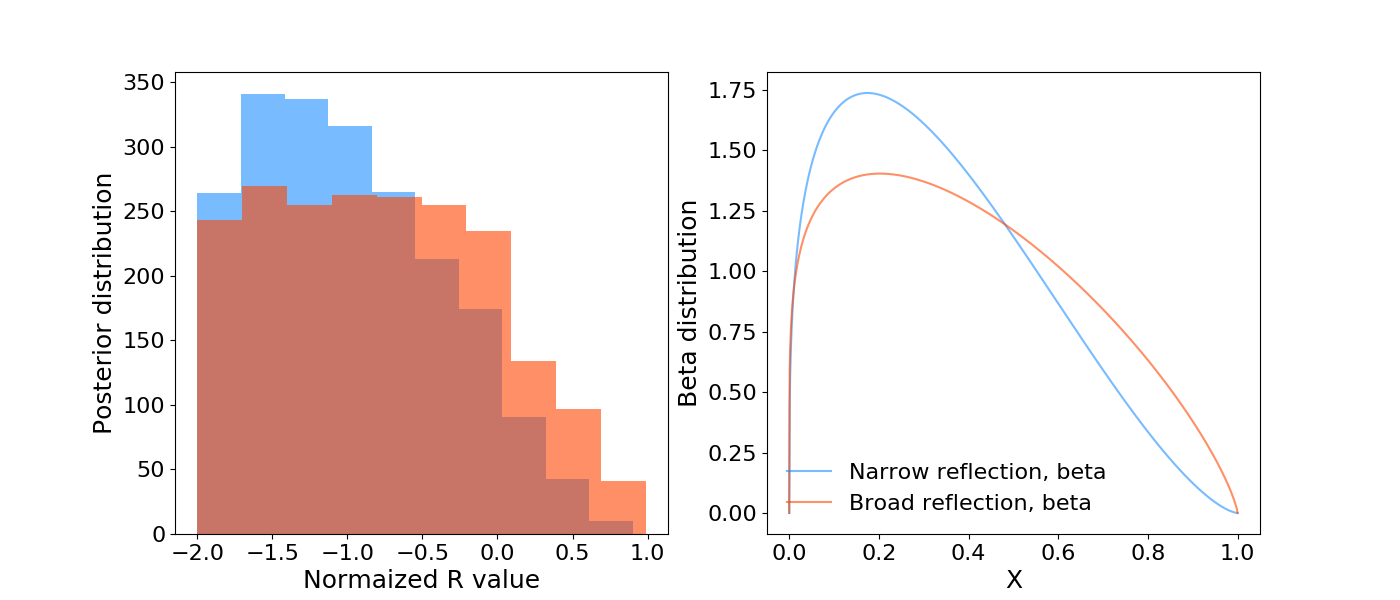 Posterior distribution
350
300
250
200
150
100
50
0
−2.0 −1.5 −1.0 −0.5 0.0 0.5 1.0
Normaized R value
Beta distribution
1.75
1.50
1.25
1.00
0.75
0.50
0.25
0.00
Narrow reflection, beta
Broad reflection, beta
0.0 0.2 0.4 0.6 0.8 1.0
X